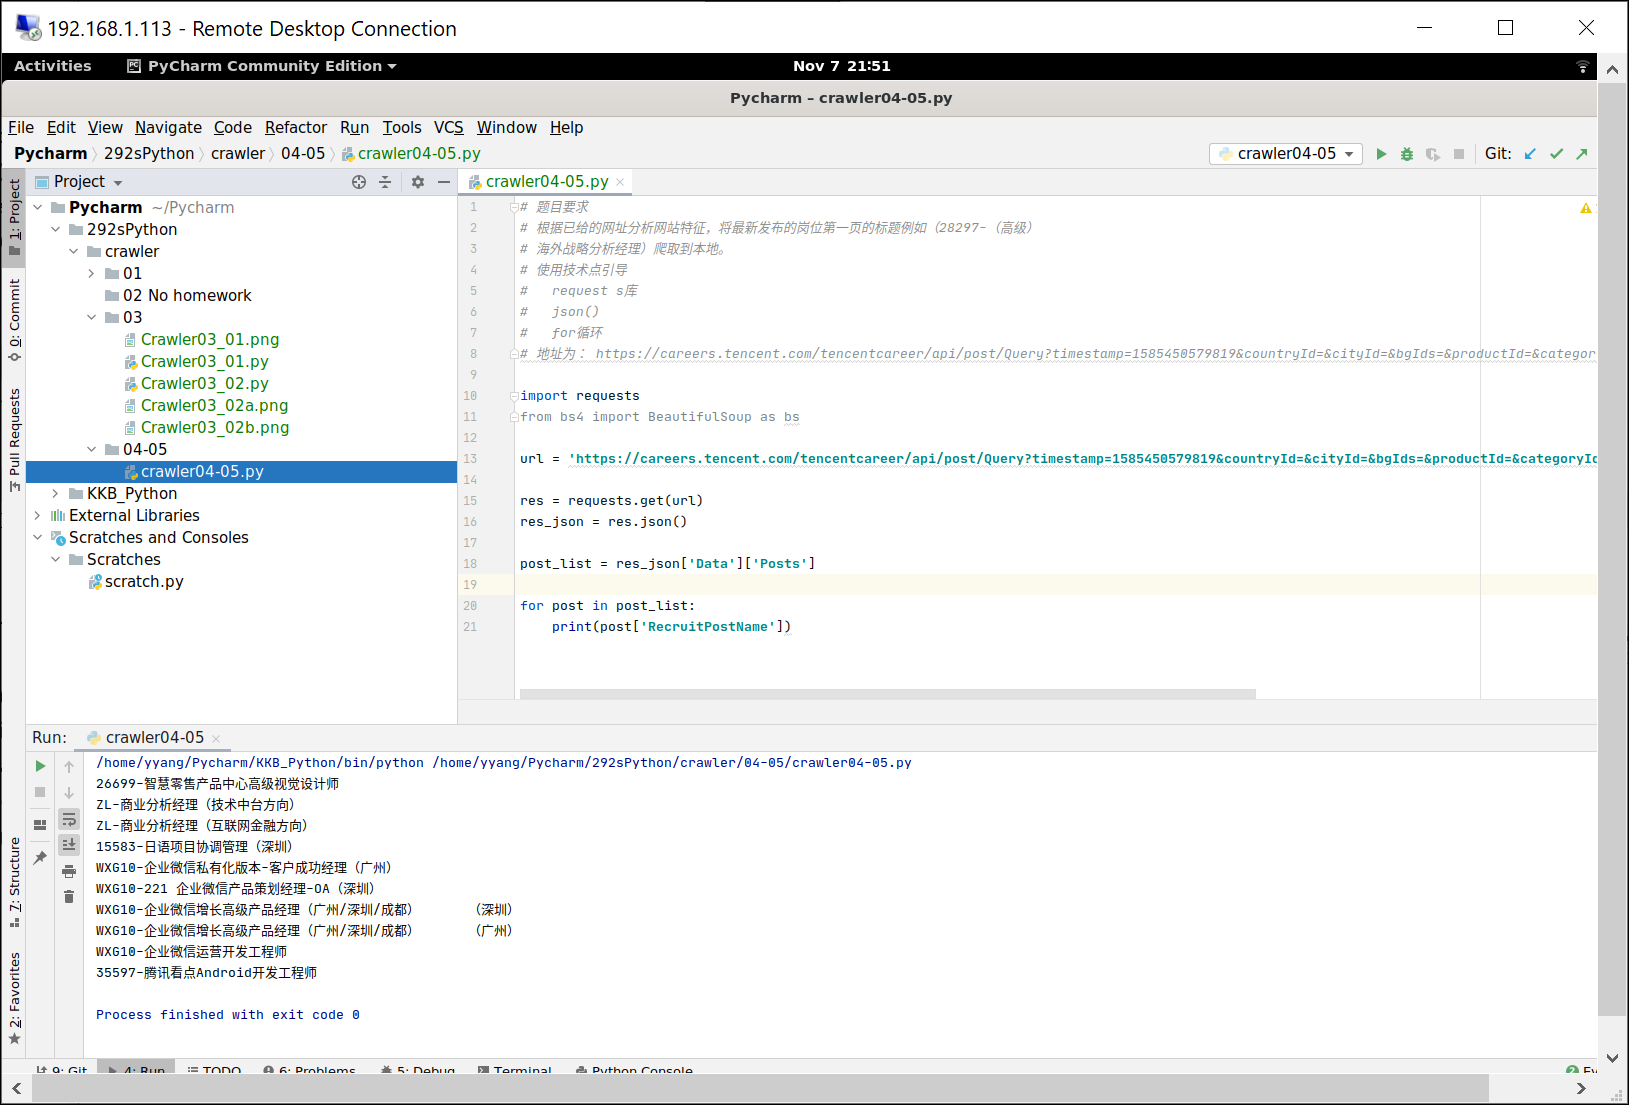 192.168.1.113 - Remote Desktop Connection
Activities PyCharm Community Edition Nov 7 21:51
Pycharm – crawler04-05.py
File Edit View Navigate Code Refactor Run Tools VCS Window Help
Pycharm 292sPython crawler 04-05 crawler04-05.py crawler04-05 Git:
1: Project
0: Commit
Pull Requests
7: Structure
2: Favorites
Project
Pycharm ~/Pycharm
292sPython
crawler
01
02 No homework
03
Crawler03_01.png
Crawler03_01.py
Crawler03_02.py
Crawler03_02a.png
Crawler03_02b.png
04-05
crawler04-05.py
KKB_Python
External Libraries
Scratches and Consoles
Scratches
scratch.py
crawler04-05.py
1 # 题目要求
2 # 根据已给的网址分析网站特征，将最新发布的岗位第一页的标题例如（28297-（高级）
3 # 海外战略分析经理）爬取到本地。
4 # 使用技术点引导
5 #   request s库
6 #   json()
7 #   for循环
8 # 地址为： https://careers.tencent.com/tencentcareer/api/post/Query?timestamp=1585450579819&countryId=&cityId=&bgIds=&productId=&categor
9
10 import requests
11 from bs4 import BeautifulSoup as bs
12
13 url = 'https://careers.tencent.com/tencentcareer/api/post/Query?timestamp=1585450579819&countryId=&cityId=&bgIds=&productId=&categoryId
14
15 res = requests.get(url)
16 res_json = res.json()
17
18 post_list = res_json['Data']['Posts']
19
20 for post in post_list:
21     print(post['RecruitPostName'])
Run: crawler04-05
/home/yyang/Pycharm/KKB_Python/bin/python /home/yyang/Pycharm/292sPython/crawler/04-05/crawler04-05.py
26699-智慧零售产品中心高级视觉设计师
ZL-商业分析经理（技术中台方向）
ZL-商业分析经理（互联网金融方向）
15583-日语项目协调管理（深圳）
WXG10-企业微信私有化版本-客户成功经理（广州）
WXG10-221 企业微信产品策划经理-OA（深圳）
WXG10-企业微信增长高级产品经理（广州/深圳/成都） （深圳）
WXG10-企业微信增长高级产品经理（广州/深圳/成都） （广州）
WXG10-企业微信运营开发工程师
35597-腾讯看点Android开发工程师
Process finished with exit code 0
9: Git 4: Run TODO 6: Problems 5: Debug Terminal Python Console 2 Ev